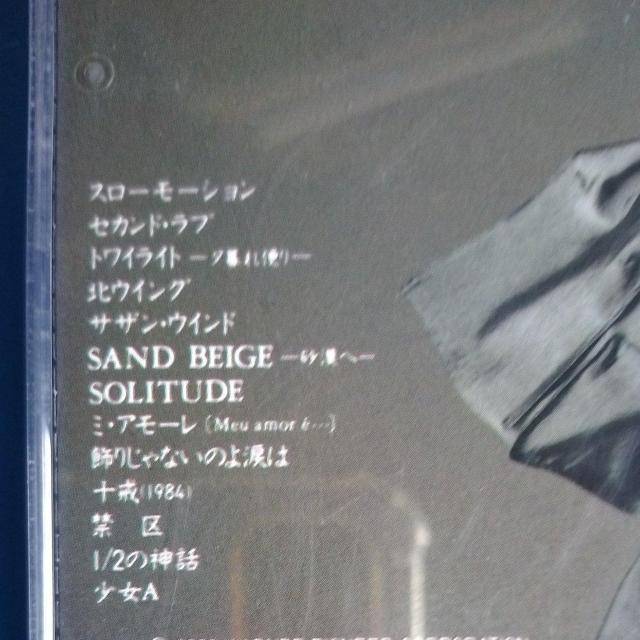 スローモーション
セカンド・ラブ
トワイライト —夕暮れ便り—
北ウイング
サザン・ウインド
SAND BEIGE —砂漠へ—
SOLITUDE
ミ・アモーレ〔Meu amor é・・・〕
飾りじゃないのよ涙は
十戒(1984)
禁 区
1/2の神話
少女A